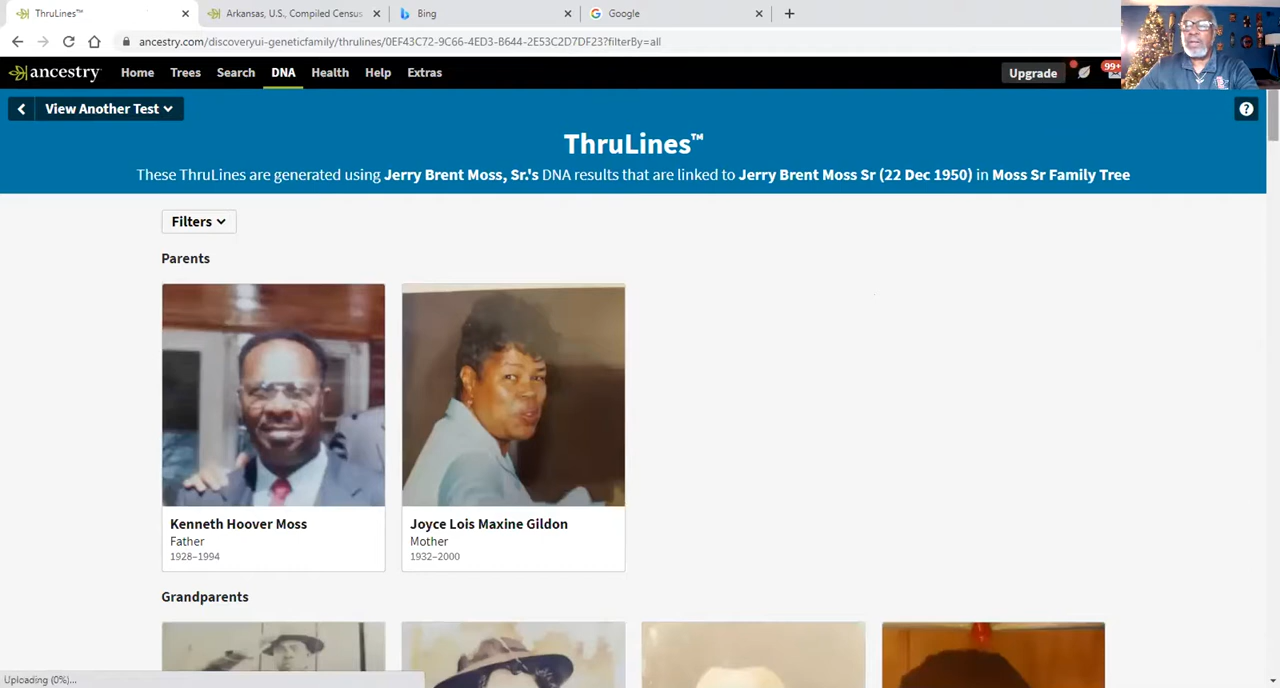 ThruLines™
Arkansas, U.S., Compiled Census
Bing
Google
ancestry.com/discoveryui-geneticfamily/thrulines/0EF43C72-9C66-4ED3-B644-2E53C2D7DF23?filterBy=all
ancestry
Home
Trees
Search
DNA
Health
Help
Extras
Upgrade
99+
View Another Test
?
ThruLines™
These ThruLines are generated using Jerry Brent Moss, Sr.'s DNA results that are linked to Jerry Brent Moss Sr (22 Dec 1950) in Moss Sr Family Tree
Filters
Parents
Kenneth Hoover Moss
Father
1928–1994
Joyce Lois Maxine Gildon
Mother
1932–2000
Grandparents
Uploading (0%)...